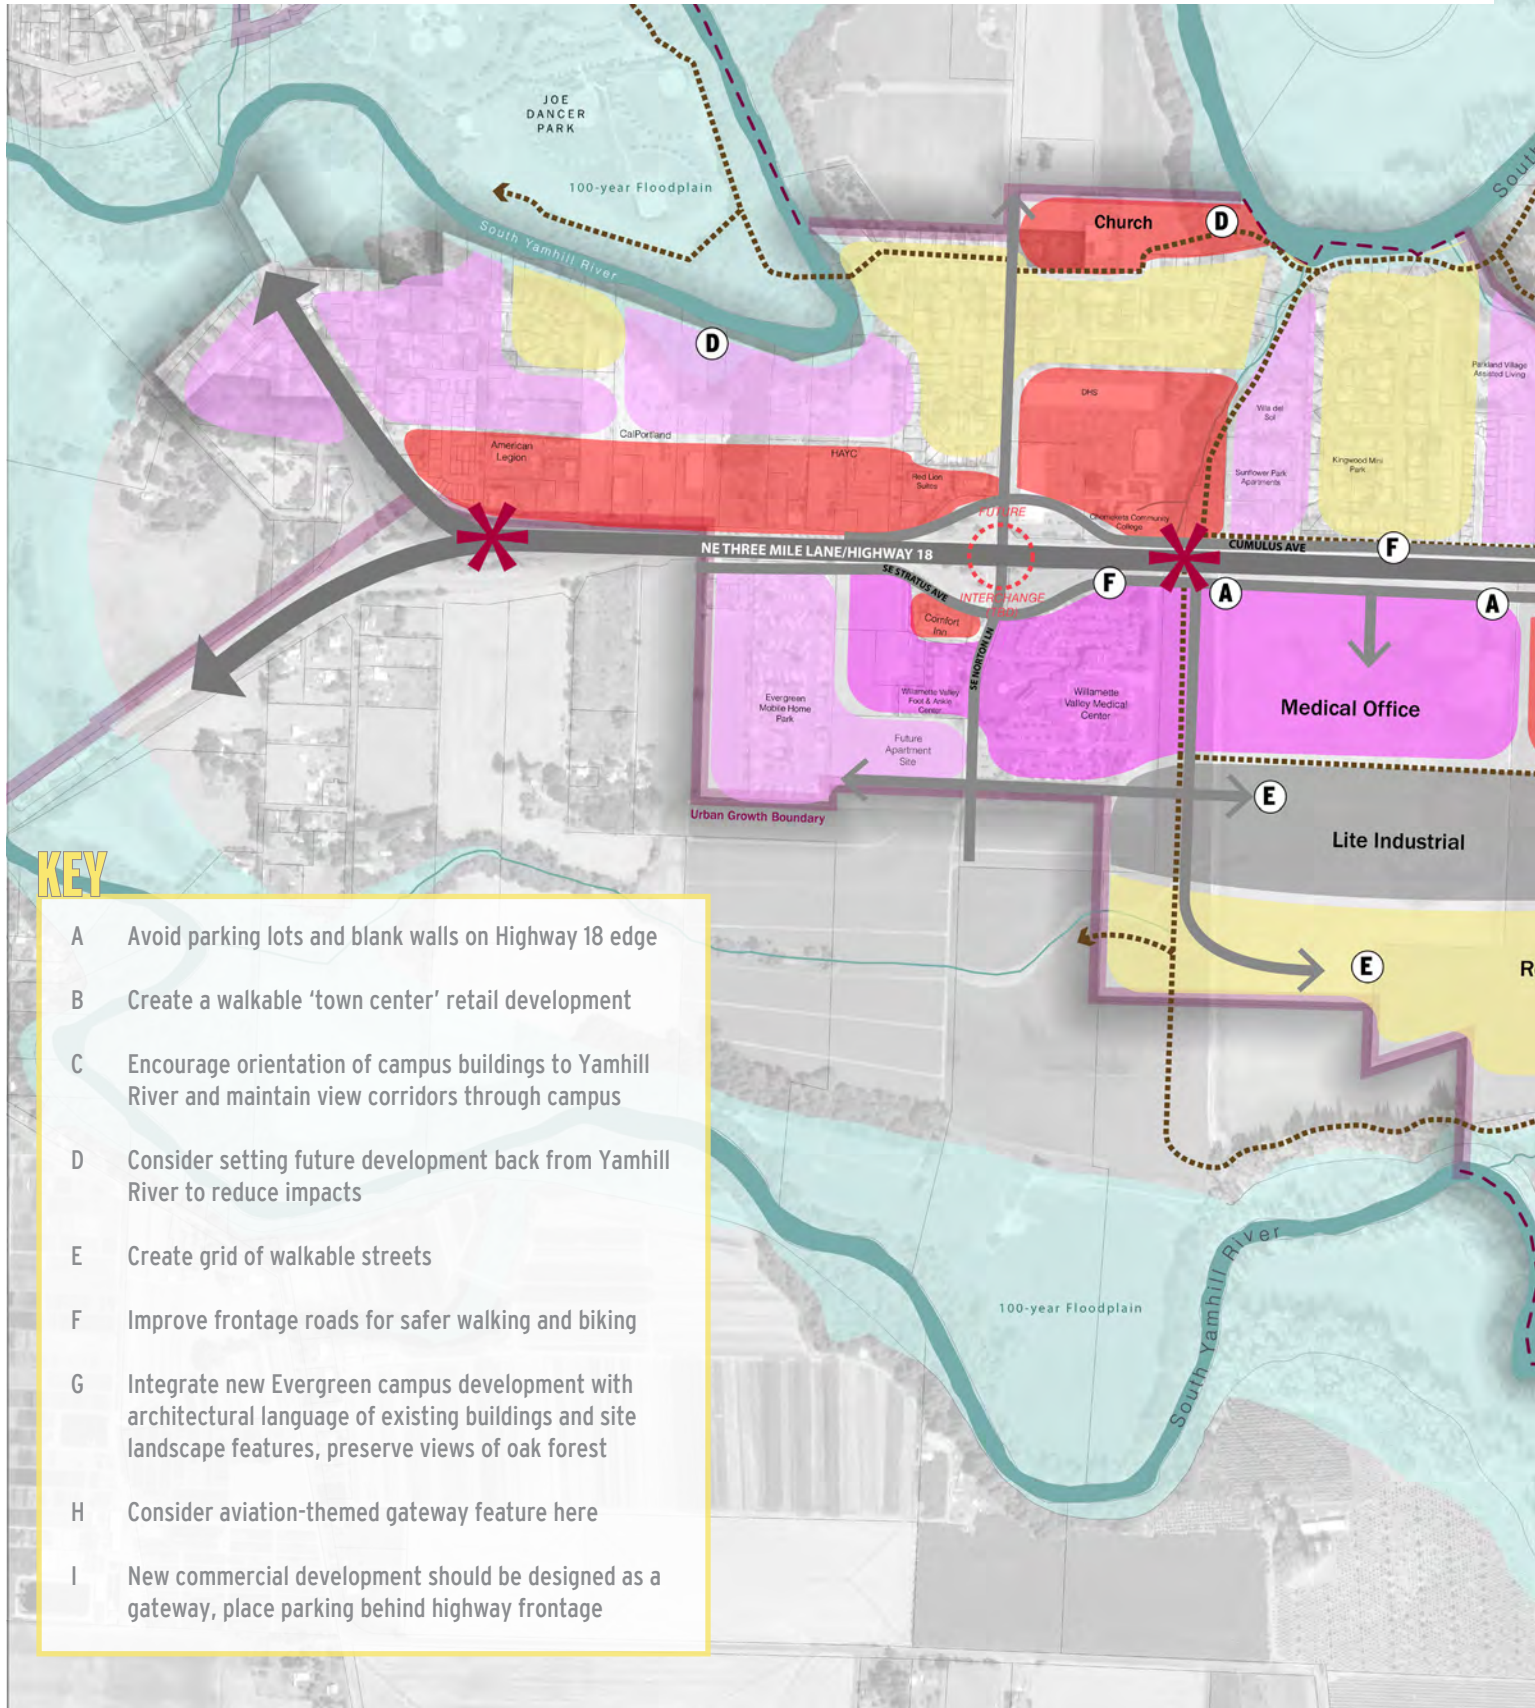 JOE
DANCER
PARK
100-year Floodplain
South Yamhill River
South
Church
D
D
DHS
Parkland Village
Assisted Living
Villa del
Sol
American
Legion
CalPortland
HAYC
Red Lion
Suites
Sunflower Park
Apartments
Kingwood Mini
Park
Chemeketa Community
College
FUTURE
INTERCHANGE
(TBD)
NE THREE MILE LANE/HIGHWAY 18
CUMULUS AVE
F
SE STRATUS AVE
F
A
A
Comfort
Inn
SE NORTON LN
Evergreen
Mobile Home
Park
Willamette Valley
Foot & Ankle
Center
Willamette
Valley Medical
Center
Medical Office
Future
Apartment
Site
E
Urban Growth Boundary
Lite Industrial
E
R
KEY
A Avoid parking lots and blank walls on Highway 18 edge
B Create a walkable ‘town center’ retail development
C Encourage orientation of campus buildings to Yamhill
River and maintain view corridors through campus
D Consider setting future development back from Yamhill
River to reduce impacts
E Create grid of walkable streets
F Improve frontage roads for safer walking and biking
G Integrate new Evergreen campus development with
architectural language of existing buildings and site
landscape features, preserve views of oak forest
H Consider aviation-themed gateway feature here
I New commercial development should be designed as a
gateway, place parking behind highway frontage
100-year Floodplain
South Yamhill River